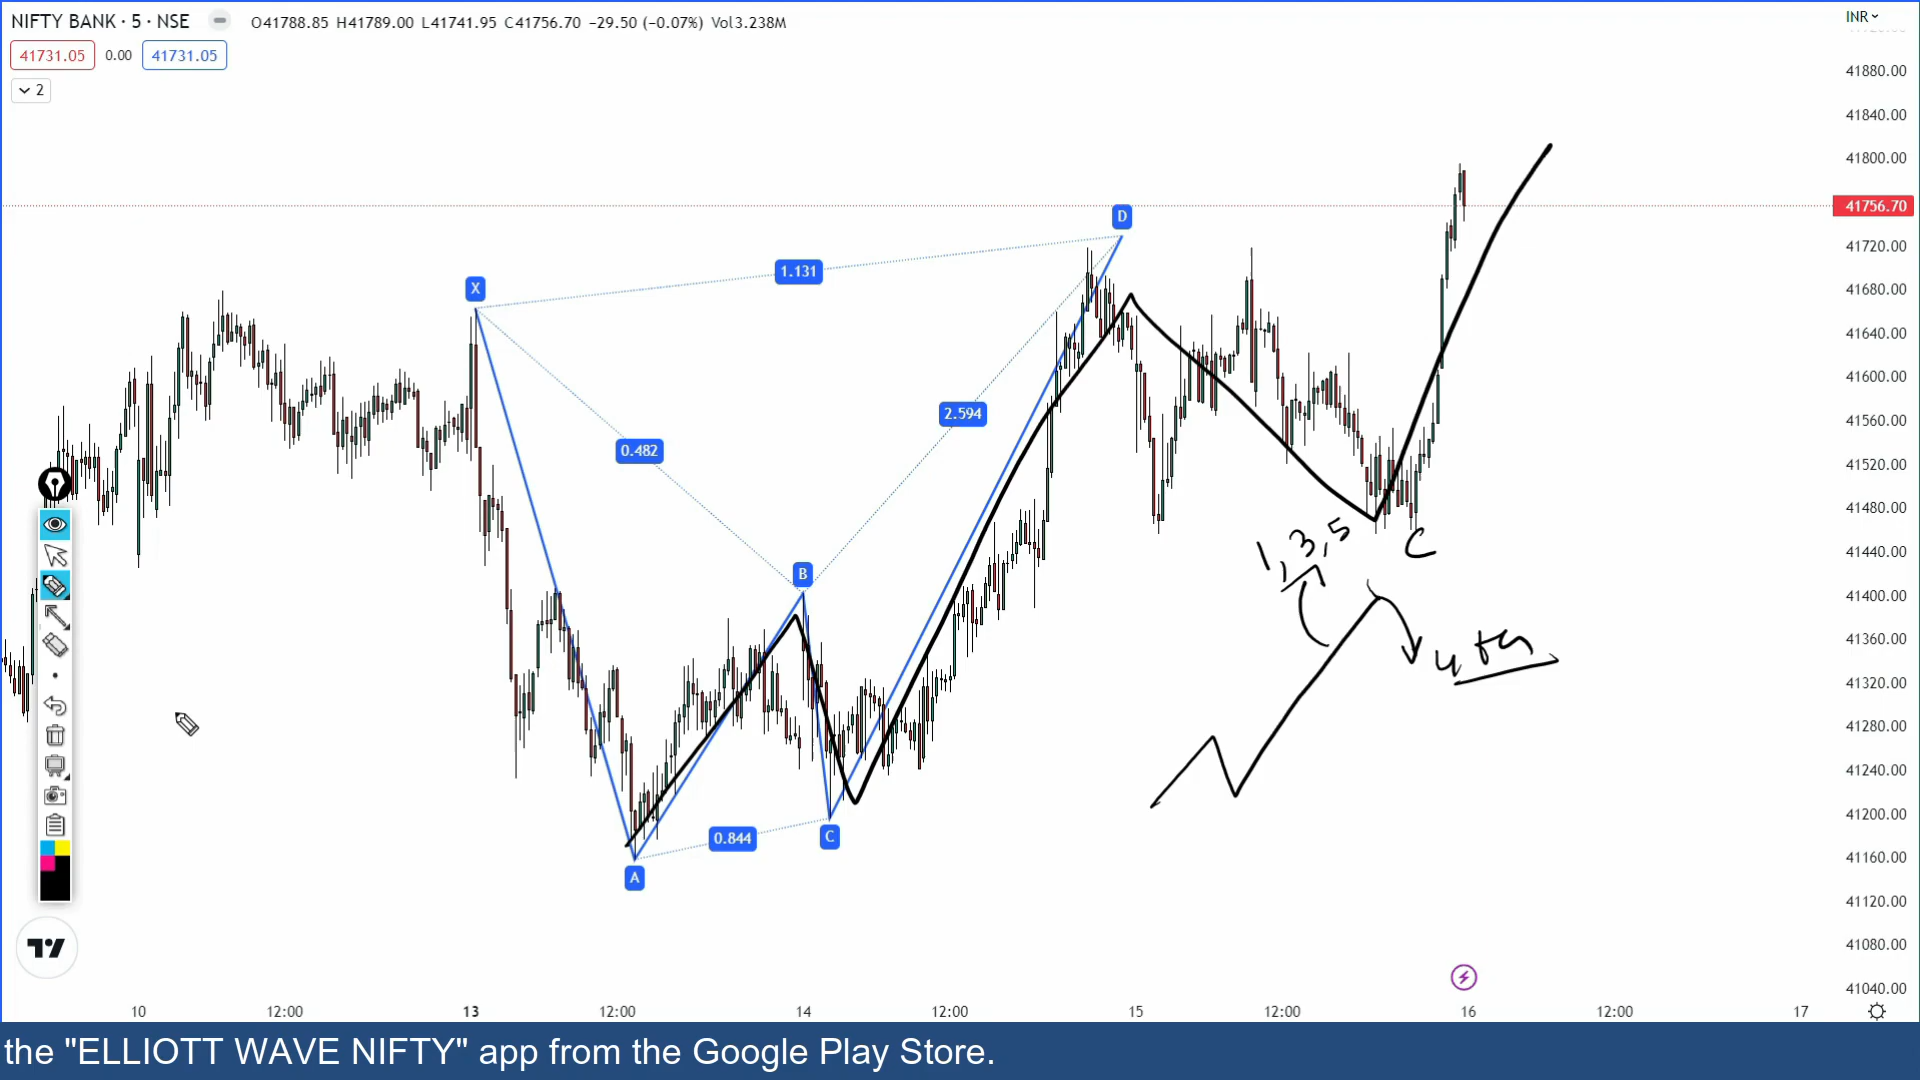 NIFTY BANK · 5 · NSE O41788.85 H41789.00 L41741.95 C41756.70 −29.50 (−0.07%) Vol3.238M
INR
41731.05 0.00 41731.05
2
41880.00
41840.00
41800.00
41756.70
41720.00
41680.00
41640.00
41600.00
41560.00
41520.00
41480.00
41440.00
41400.00
41360.00
41320.00
41280.00
41240.00
41200.00
41160.00
41120.00
41080.00
41040.00
D
1.131
X
2.594
0.482
1, 3, 5
C
B
4th
0.844
C
A
10 12:00 13 12:00 14 12:00 15 12:00 16 12:00 17
the "ELLIOTT WAVE NIFTY" app from the Google Play Store.